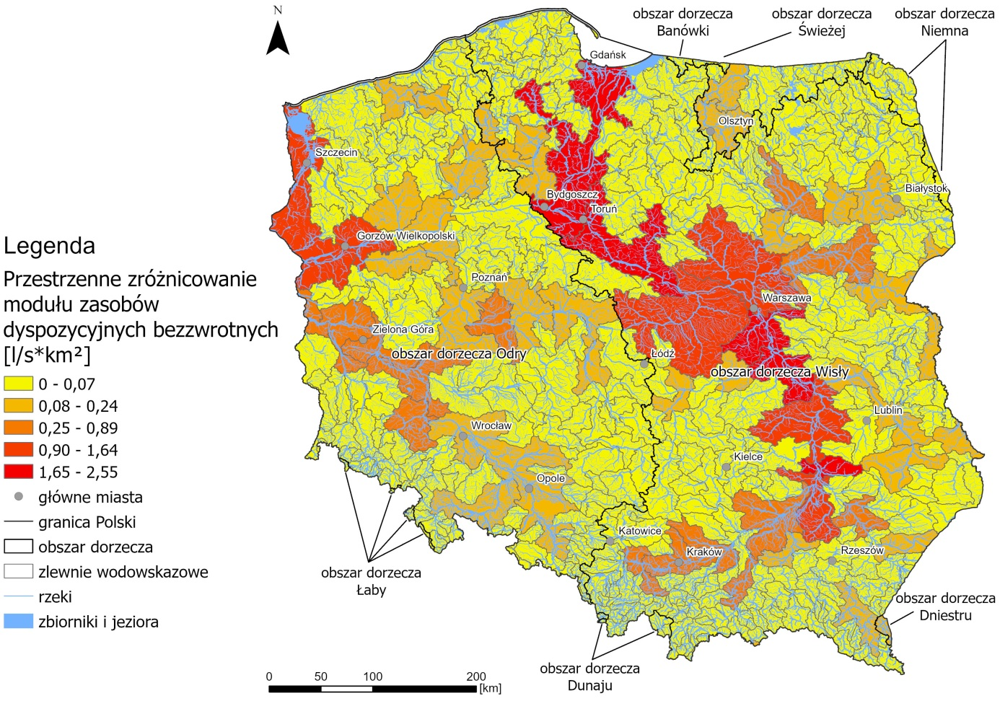 N
obszar dorzecza
Banówki
obszar dorzecza
Świeżej
obszar dorzecza
Niemna
Gdańsk
Olsztyn
Szczecin
Białystok
Bydgoszcz
Toruń
Gorzów Wielkopolski
Poznań
Warszawa
Zielona Góra
obszar dorzecza Odry
Łódź
obszar dorzecza Wisły
Lublin
Wrocław
Kielce
Opole
Katowice
Kraków
Rzeszów
obszar dorzecza
Łaby
obszar dorzecza
Dniestru
obszar dorzecza
Dunaju
Legenda
Przestrzenne zróżnicowanie
modułu zasobów
dyspozycyjnych bezzwrotnych
[l/s*km²]
0 - 0,07
0,08 - 0,24
0,25 - 0,89
0,90 - 1,64
1,65 - 2,55
główne miasta
granica Polski
obszar dorzecza
zlewnie wodowskazowe
rzeki
zbiorniki i jeziora
0 50 100 200
[km]